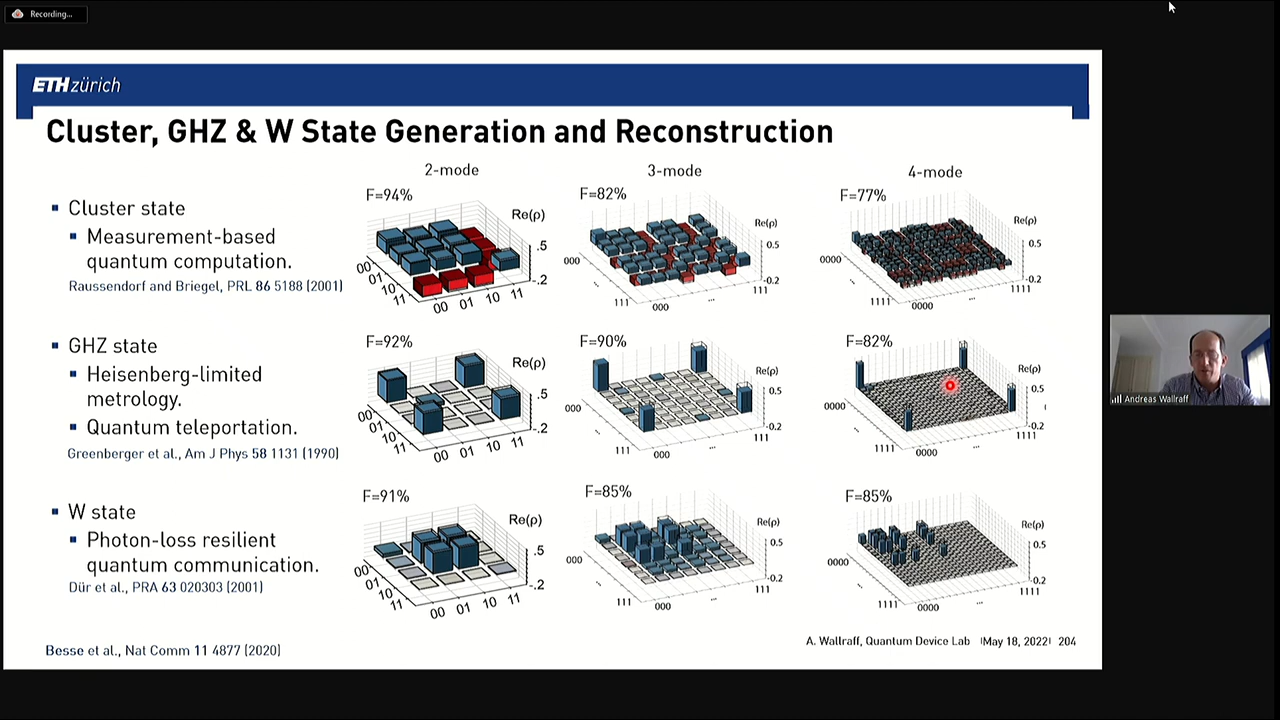 Recording...
ETH zürich
Cluster, GHZ & W State Generation and Reconstruction
2-mode
3-mode
4-mode
Cluster state
Measurement-based
quantum computation.
Raussendorf and Briegel, PRL 86 5188 (2001)
F=94%
Re(ρ)
.5
-.2
00
01
10
11
00
01
10
11
F=82%
Re(ρ)
0.5
-0.2
000
...
111
000
...
111
F=77%
Re(ρ)
0.5
-0.2
0000
...
1111
0000
...
1111
GHZ state
Heisenberg-limited
metrology.
Quantum teleportation.
Greenberger et al., Am J Phys 58 1131 (1990)
F=92%
Re(ρ)
.5
-.2
00
01
10
11
00
01
10
11
F=90%
Re(ρ)
0.5
-0.2
000
...
111
000
...
111
F=82%
Re(ρ)
0.5
-0.2
0000
...
1111
0000
...
1111
W state
Photon-loss resilient
quantum communication.
Dür et al., PRA 63 020303 (2001)
F=91%
Re(ρ)
.5
-.2
00
01
10
11
00
01
10
11
F=85%
Re(ρ)
0.5
-0.2
000
...
111
000
...
111
F=85%
Re(ρ)
0.5
0.2
0000
...
1111
0000
...
1111
Besse et al., Nat Comm 11 4877 (2020)
A. Wallraff, Quantum Device Lab |May 18, 2022| 204
Andreas Wallraff